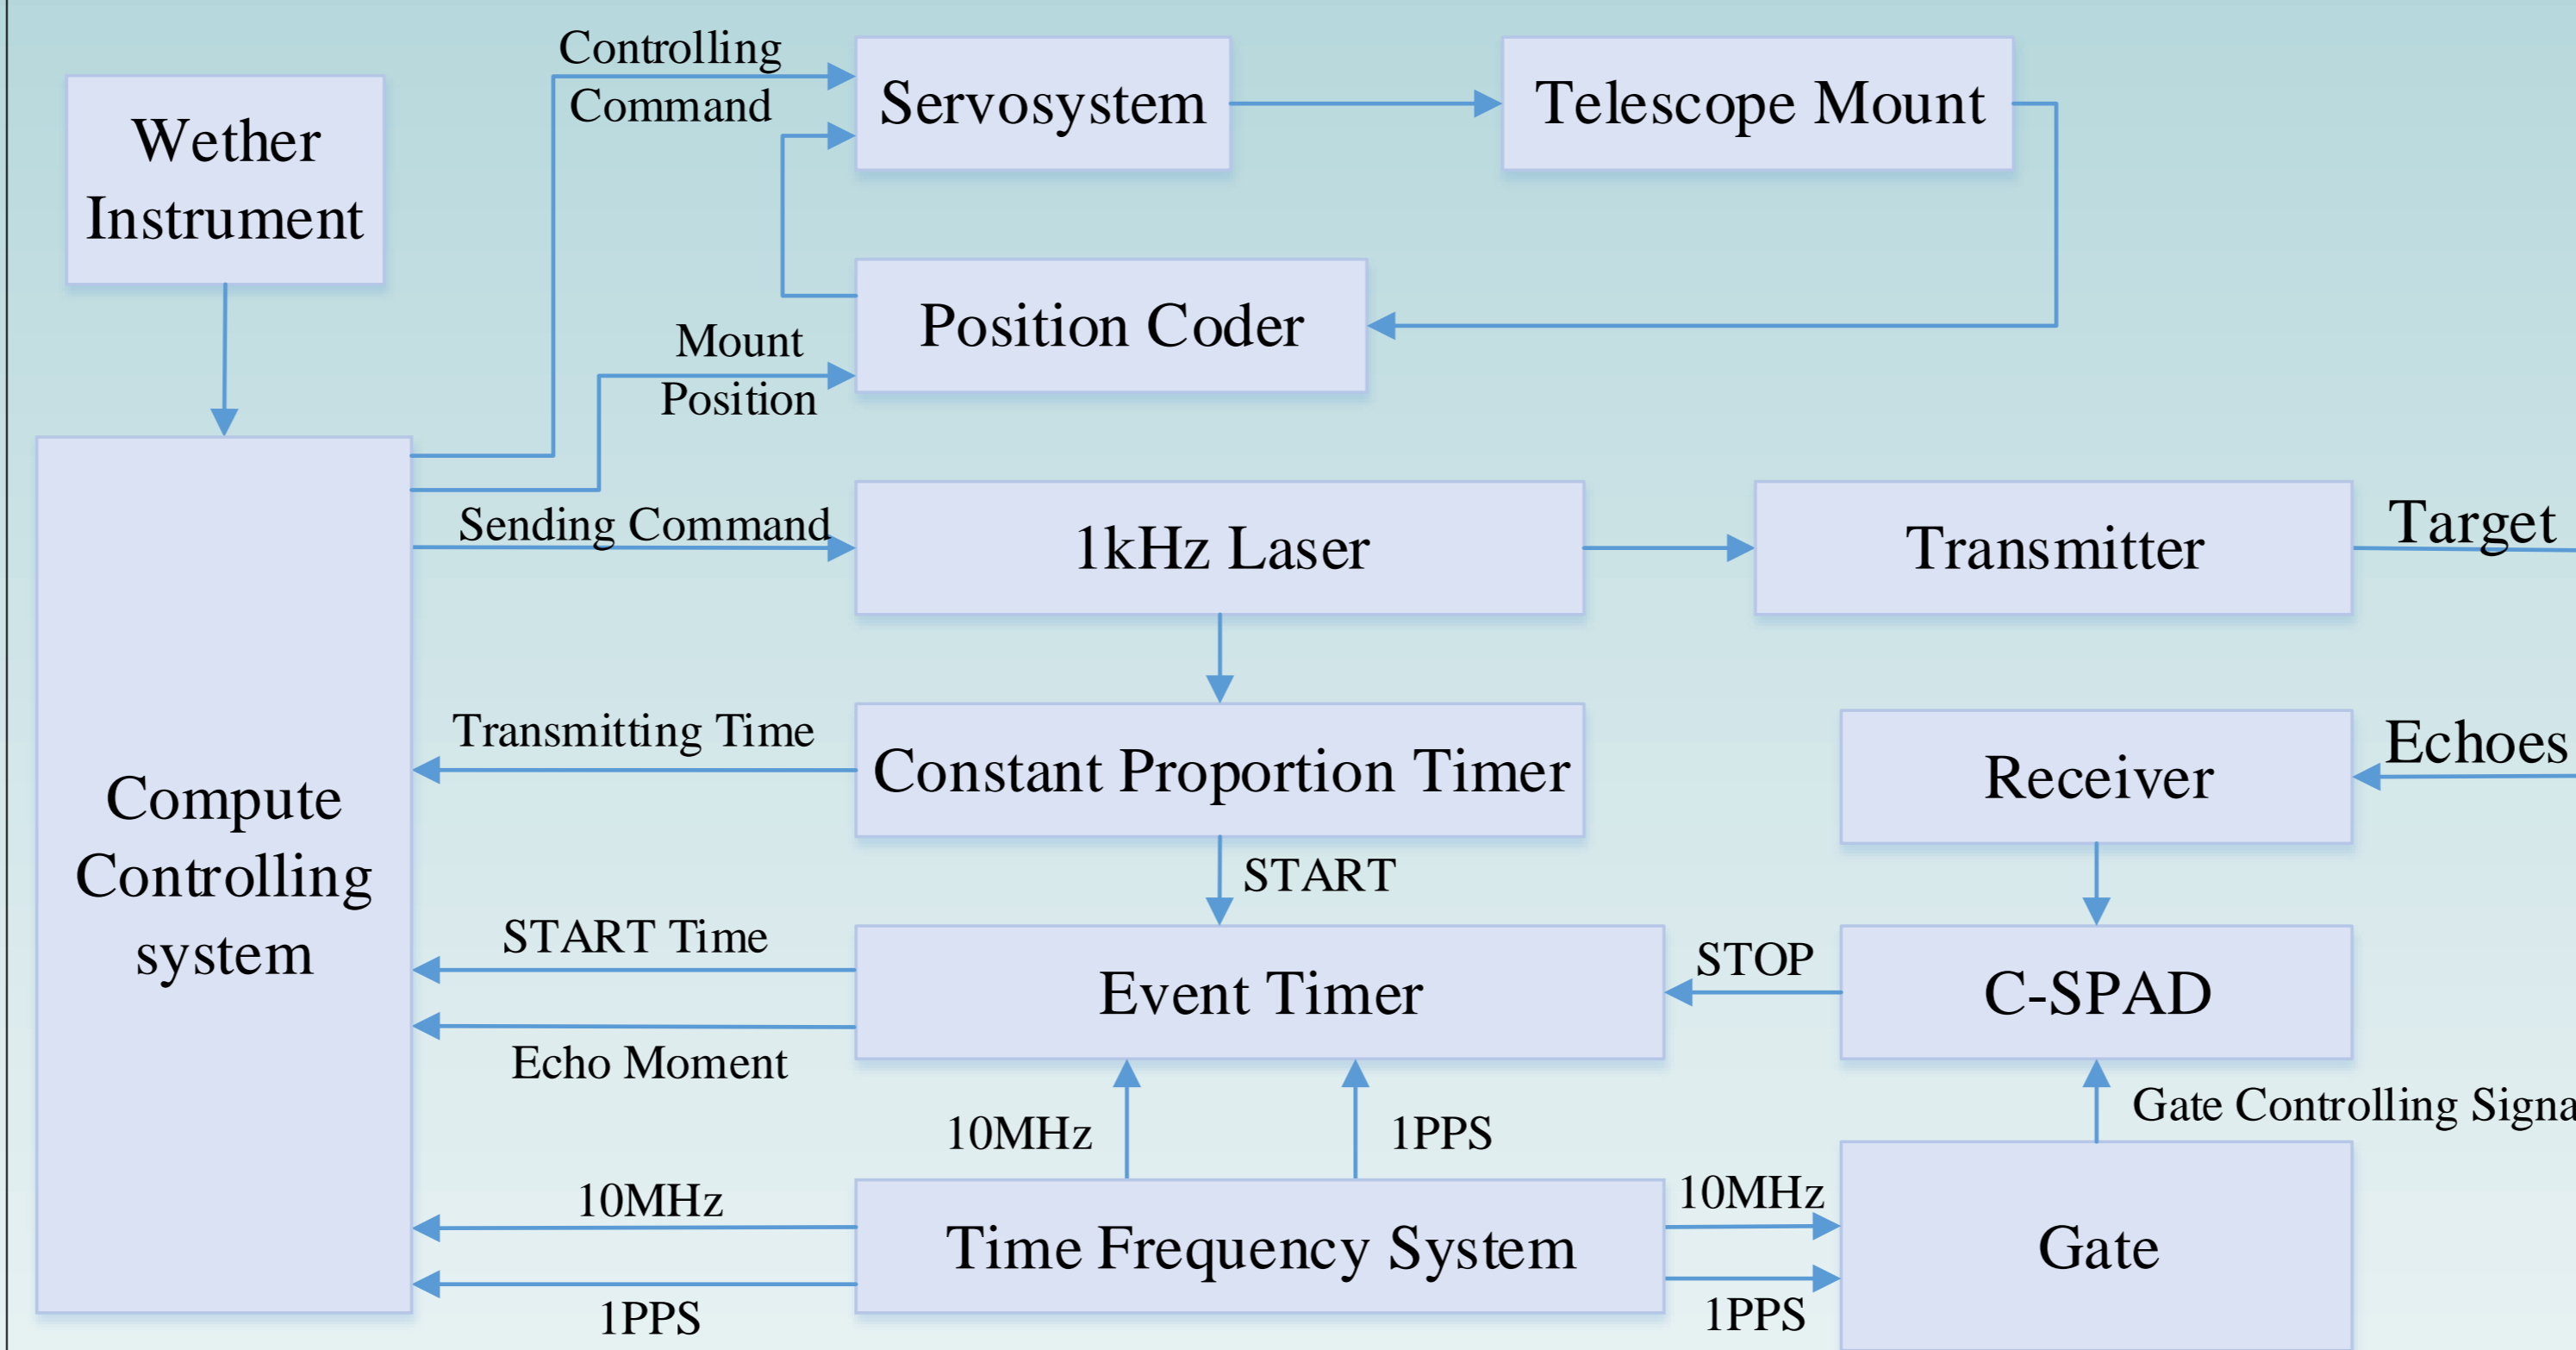 Controlling
Command
Servosystem
Telescope Mount
Wether
Instrument
Position Coder
Mount
Position
Sending Command
1kHz Laser
Transmitter
Target
Transmitting Time
Constant Proportion Timer
Receiver
Echoes
Compute
Controlling
system
START
START Time
Event Timer
STOP
C-SPAD
Echo Moment
Gate Controlling Signa
10MHz
1PPS
10MHz
Time Frequency System
10MHz
Gate
1PPS
1PPS